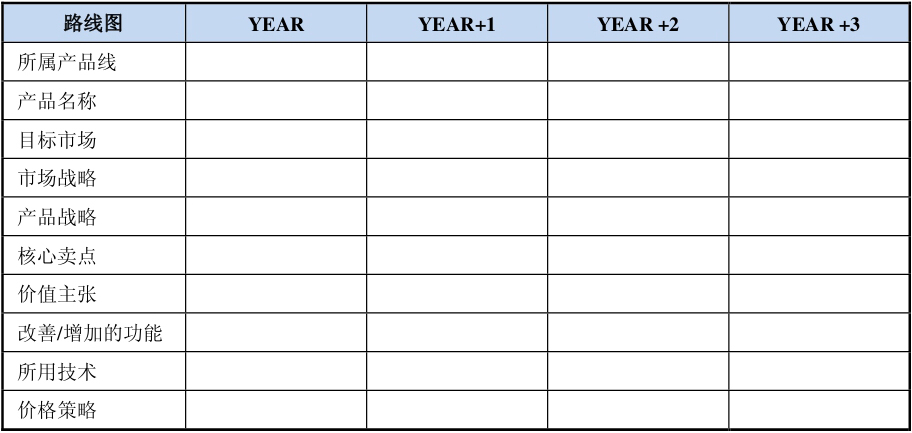 路线图 YEAR YEAR+1 YEAR +2 YEAR +3
所属产品线
产品名称
目标市场
市场战略
产品战略
核心卖点
价值主张
改善/增加的功能
所用技术
价格策略